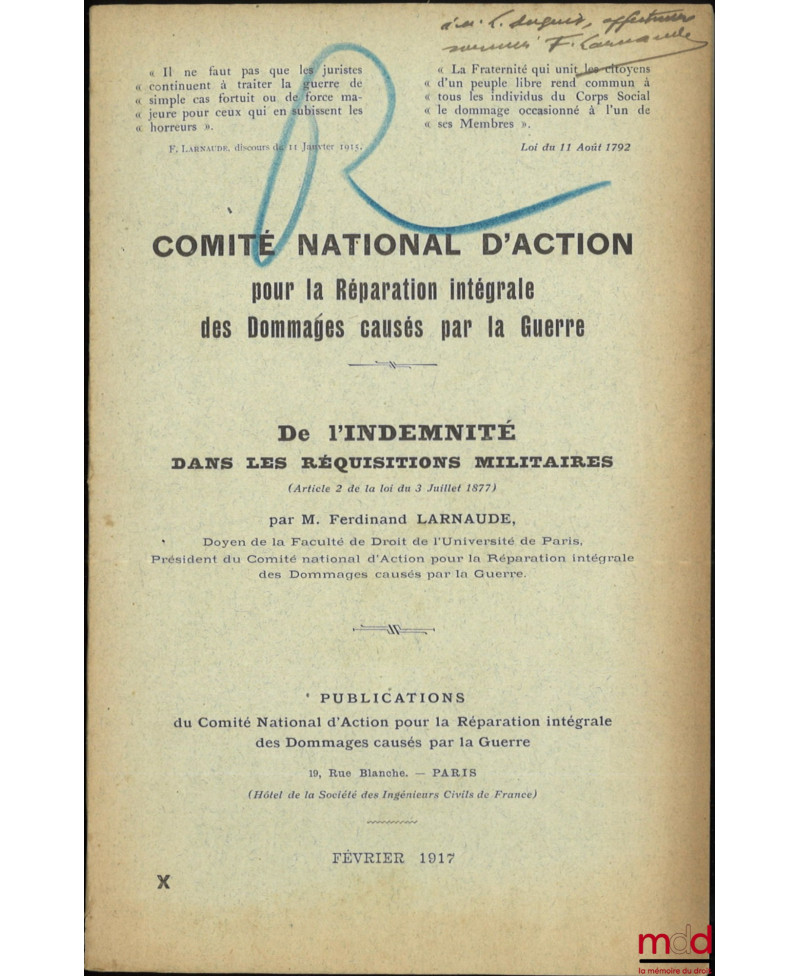 à M. L. Duguit, affectueux
souvenir F. Larnaude
« Il ne faut pas que les juristes
« continuent à traiter la guerre de
« simple cas fortuit ou de force ma-
« jeure pour ceux qui en subissent les
« horreurs ».
F. LARNAUDE, discours du 11 Janvier 1915.
« La Fraternité qui unit les citoyens
« d'un peuple libre rend commun à
« tous les individus du Corps Social
« le dommage occasionné à l'un de
« ses Membres ».
Loi du 11 Août 1792
R
COMITÉ NATIONAL D'ACTION
pour la Réparation intégrale
des Dommages causés par la Guerre
De l'INDEMNITÉ
DANS LES RÉQUISITIONS MILITAIRES
(Article 2 de la loi du 3 Juillet 1877)
par M. Ferdinand LARNAUDE,
Doyen de la Faculté de Droit de l'Université de Paris,
Président du Comité national d'Action pour la Réparation intégrale
des Dommages causés par la Guerre.
PUBLICATIONS
du Comité National d'Action pour la Réparation intégrale
des Dommages causés par la Guerre
19, Rue Blanche. — PARIS
(Hôtel de la Société des Ingénieurs Civils de France)
FÉVRIER 1917
X
mdd
la mémoire du droit